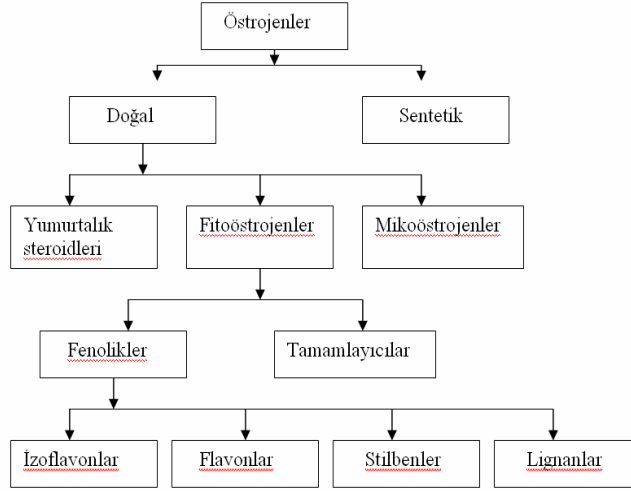 Östrojenler
Doğal
Sentetik
Yumurtalık
steroidleri
Fitoöstrojenler
Mikoöstrojenler
Fenolikler
Tamamlayıcılar
İzoflavonlar
Flavonlar
Stilbenler
Lignanlar